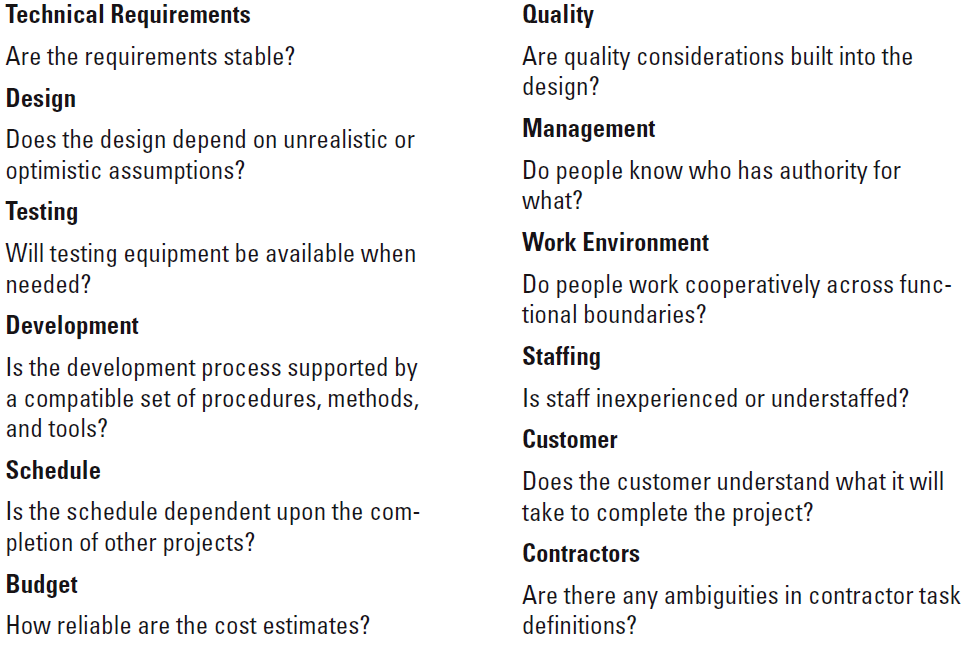 Technical Requirements
Are the requirements stable?
Design
Does the design depend on unrealistic or
optimistic assumptions?
Testing
Will testing equipment be available when
needed?
Development
Is the development process supported by
a compatible set of procedures, methods,
and tools?
Schedule
Is the schedule dependent upon the com-
pletion of other projects?
Budget
How reliable are the cost estimates?
Quality
Are quality considerations built into the
design?
Management
Do people know who has authority for
what?
Work Environment
Do people work cooperatively across func-
tional boundaries?
Staffing
Is staff inexperienced or understaffed?
Customer
Does the customer understand what it will
take to complete the project?
Contractors
Are there any ambiguities in contractor task
definitions?